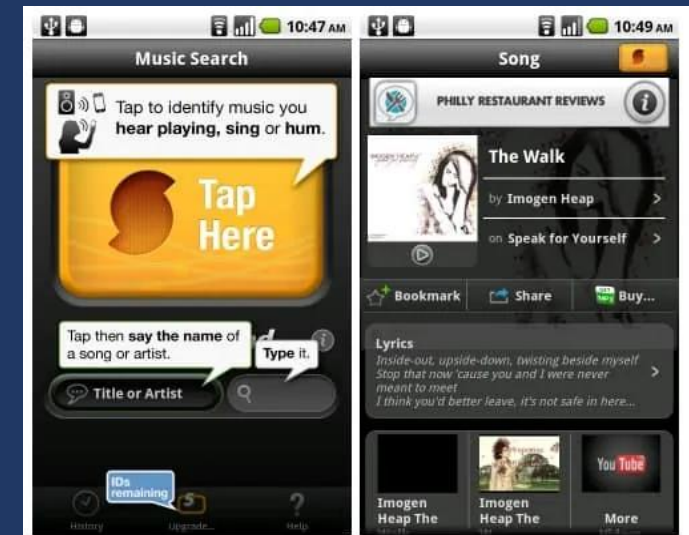 10:47 AM
Music Search
Tap to identify music you
hear playing, sing or hum.
Tap
Here
Tap then say the name of
a song or artist.
Type it.
Title or Artist
IDs
remaining
5
History
Upgrade...
Help
10:49 AM
Song
PHILLY RESTAURANT REVIEWS
The Walk
by Imogen Heap
on Speak for Yourself
Bookmark
Share
Buy...
Lyrics
Inside-out, upside-down, twisting beside myself
Stop that now 'cause you and I were never
meant to meet
I think you'd better leave, it's not safe in here...
YouTube
Imogen
Heap The
Imogen
Heap The
More